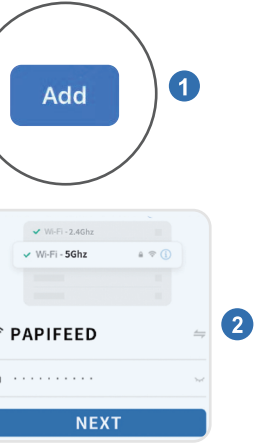 Add
1
Wi-Fi - 2.4Ghz
Wi-Fi - 5Ghz
2
PAPIFEED
NEXT